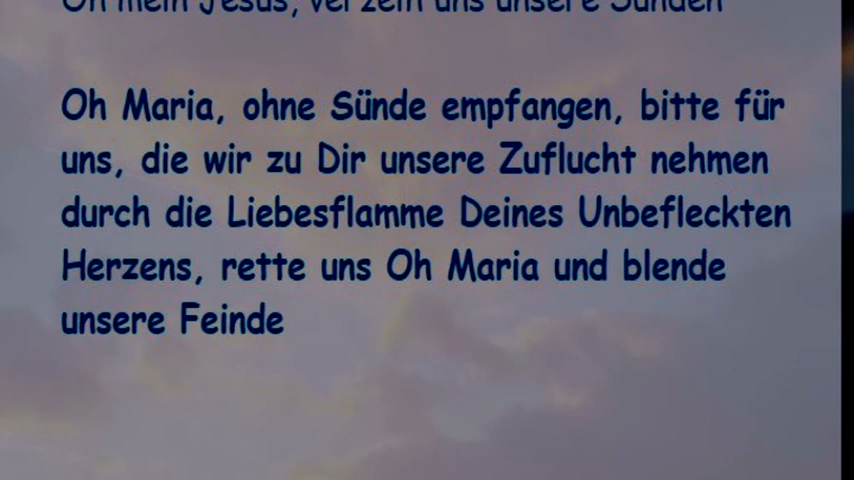 Oh mein Jesus, verzeih uns unsere Sünden
Oh Maria, ohne Sünde empfangen, bitte für
uns, die wir zu Dir unsere Zuflucht nehmen
durch die Liebesflamme Deines Unbefleckten
Herzens, rette uns Oh Maria und blende
unsere Feinde